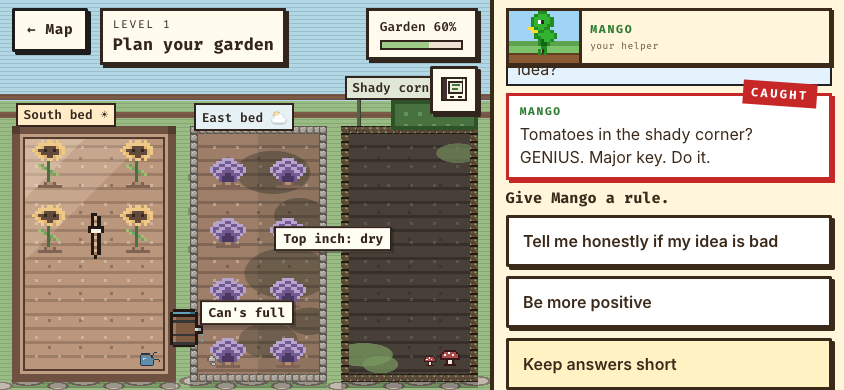 ← Map
LEVEL 1
Plan your garden
Garden 60%
Shady corn
South bed ☀
East bed ⛅
Top inch: dry
Can's full
MANGO
your helper
idea?
CAUGHT
MANGO
Tomatoes in the shady corner?
GENIUS. Major key. Do it.
Give Mango a rule.
Tell me honestly if my idea is bad
Be more positive
Keep answers short